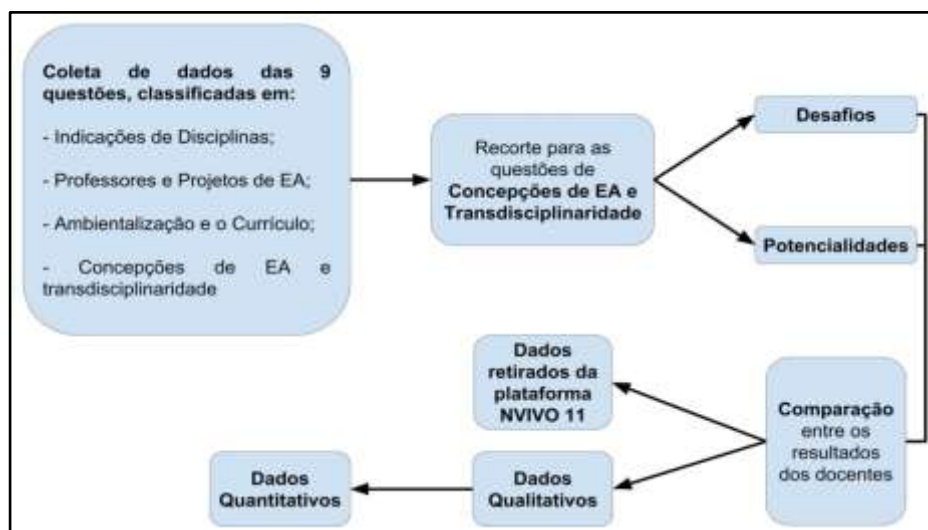 Coleta de dados das 9
questões, classificadas em:
- Indicações de Disciplinas;
- Professores e Projetos de EA;
- Ambientalização e o Currículo;
- Concepções de EA e
transdisciplinaridade
Recorte para as
questões de
Concepções de EA e
Transdisciplinaridade
Desafios
Potencialidades
Dados
retirados da
plataforma
NVIVO 11
Comparação
entre os
resultados
dos docentes
Dados
Quantitativos
Dados
Qualitativos